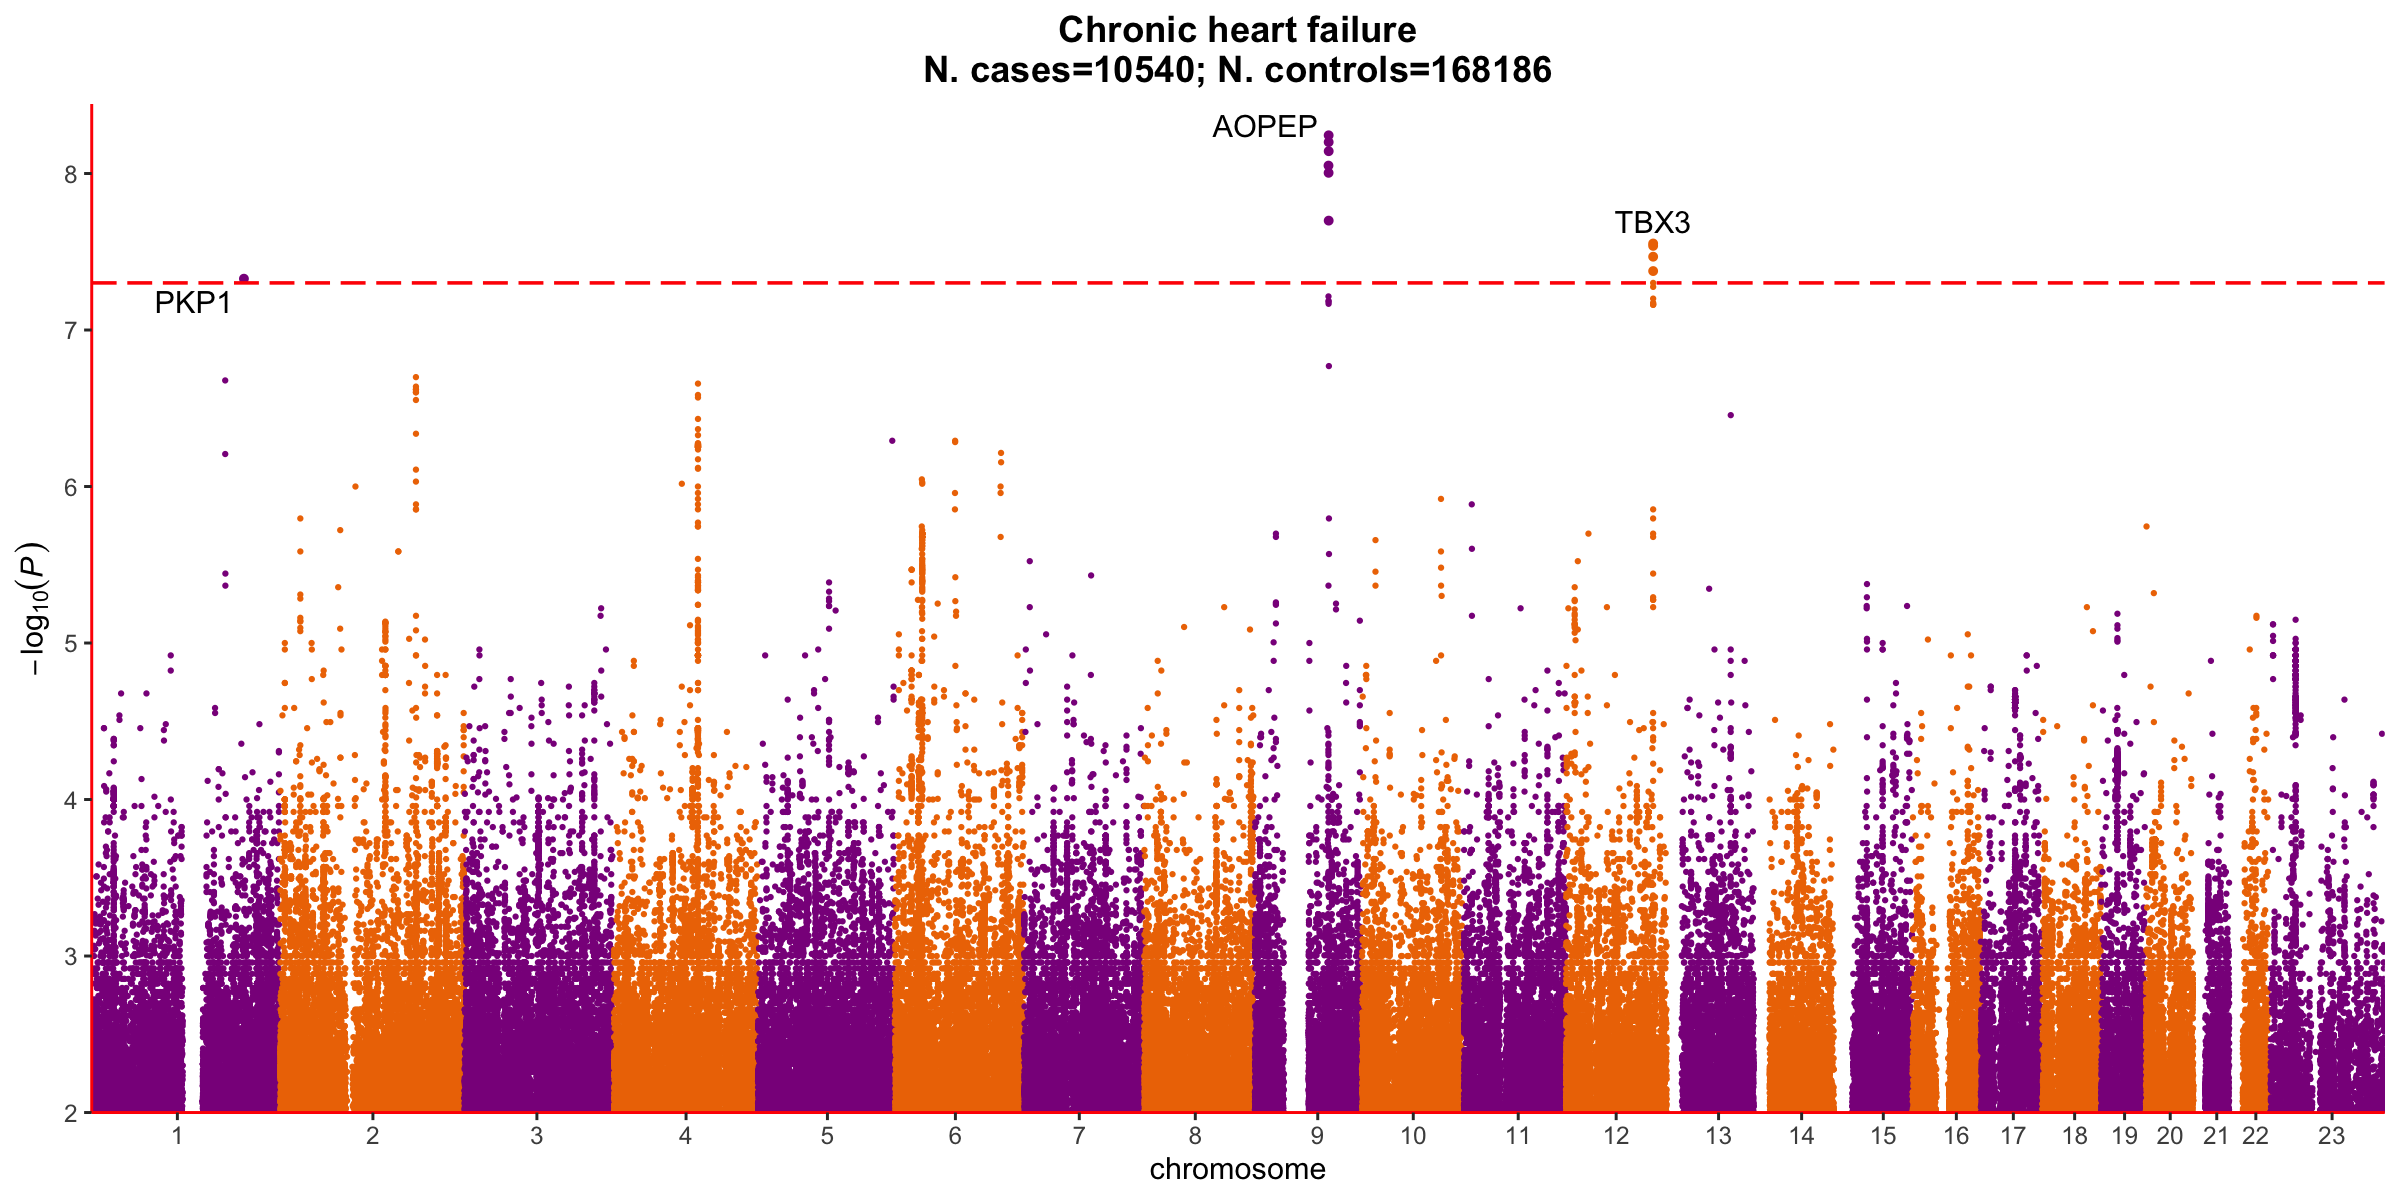 Chronic heart failure
N. cases=10540; N. controls=168186
AOPEP
TBX3
PKP1
8
7
6
5
4
3
2
−log₁₀(P)
1 2 3 4 5 6 7 8 9 10 11 12 13 14 15 16 17 18 19 20 21 22 23
chromosome